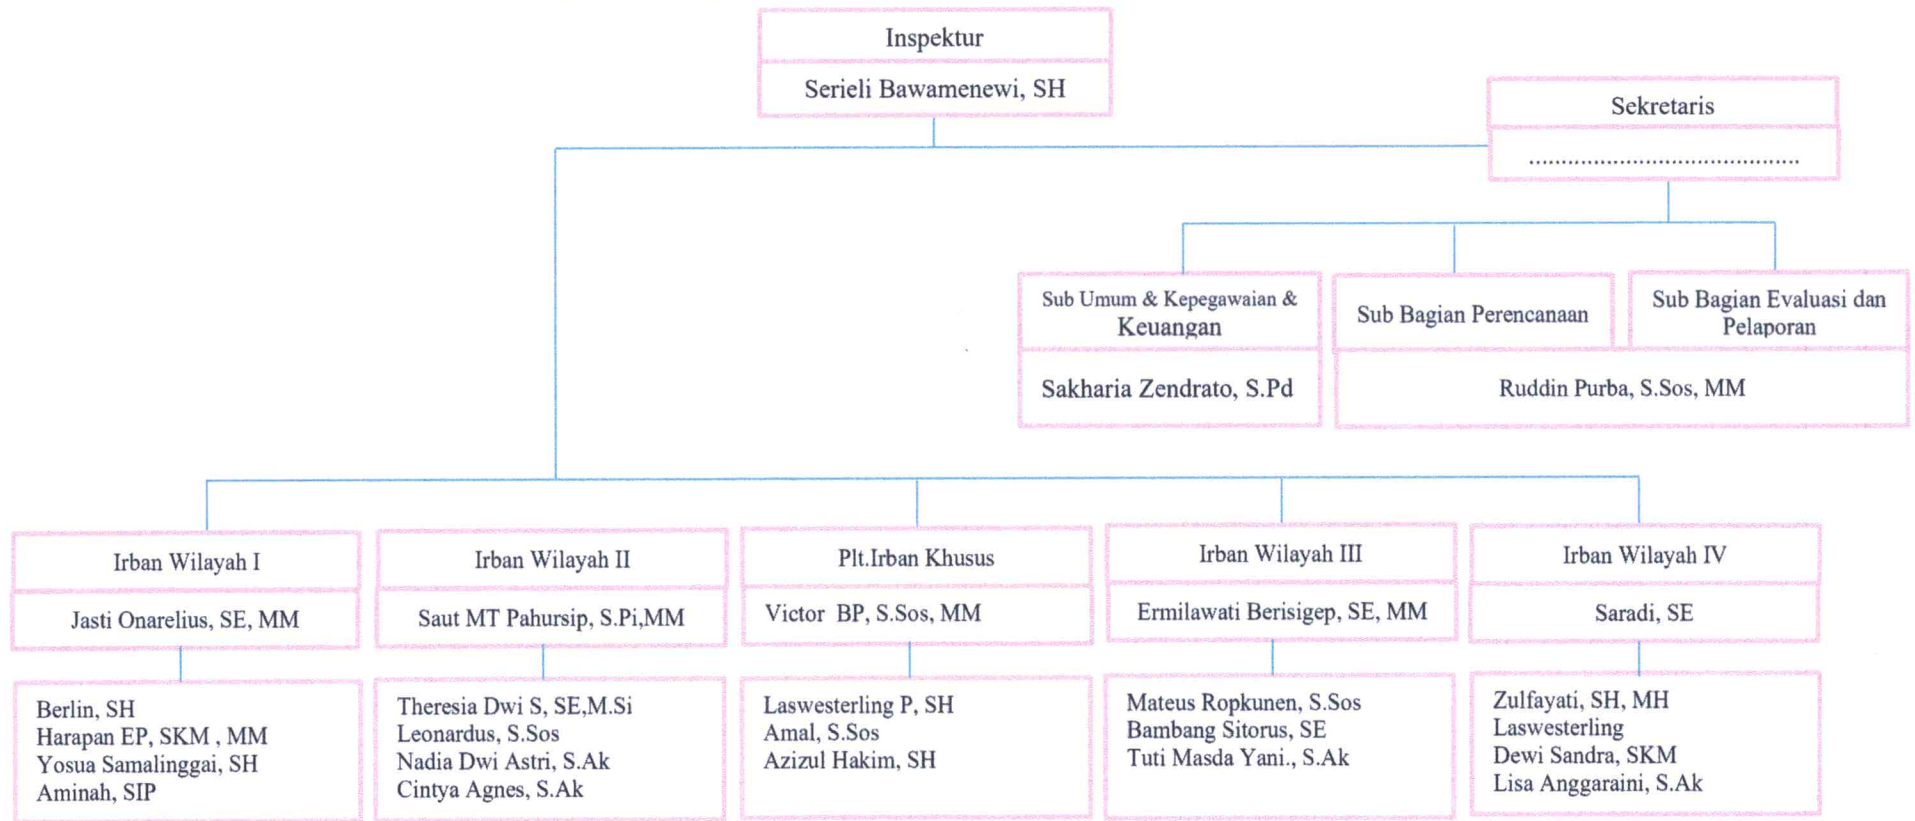 Inspektur
Serieli Bawamenewi, SH
Sekretaris
..........................................
Sub Umum & Kepegawaian &
Keuangan
Sakharia Zendrato, S.Pd
Sub Bagian Perencanaan
Sub Bagian Evaluasi dan
Pelaporan
Ruddin Purba, S.Sos, MM
Irban Wilayah I
Jasti Onarelius, SE, MM
Berlin, SH
Harapan EP, SKM , MM
Yosua Samalinggai, SH
Aminah, SIP
Irban Wilayah II
Saut MT Pahursip, S.Pi,MM
Theresia Dwi S, SE,M.Si
Leonardus, S.Sos
Nadia Dwi Astri, S.Ak
Cintya Agnes, S.Ak
Plt.Irban Khusus
Victor  BP, S.Sos, MM
Laswesterling P, SH
Amal, S.Sos
Azizul Hakim, SH
Irban Wilayah III
Ermilawati Berisigep, SE, MM
Mateus Ropkunen, S.Sos
Bambang Sitorus, SE
Tuti Masda Yani., S.Ak
Irban Wilayah IV
Saradi, SE
Zulfayati, SH, MH
Laswesterling
Dewi Sandra, SKM
Lisa Anggaraini, S.Ak